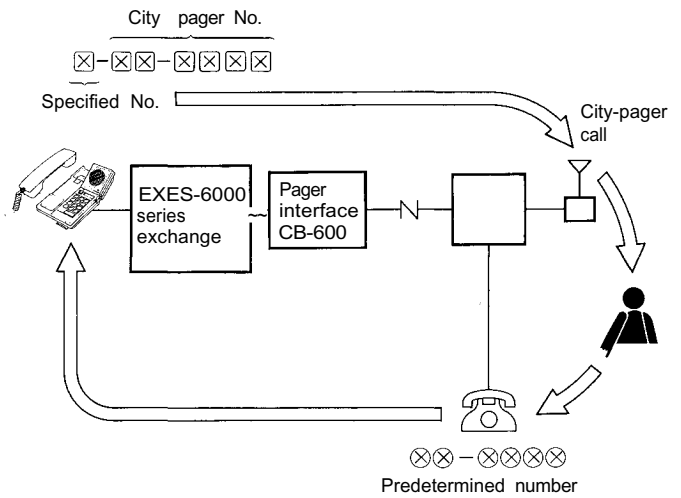 City pager No.
Specified No.
City-pager
call
EXES-6000
series
exchange
Pager
interface
CB-600
Predetermined number